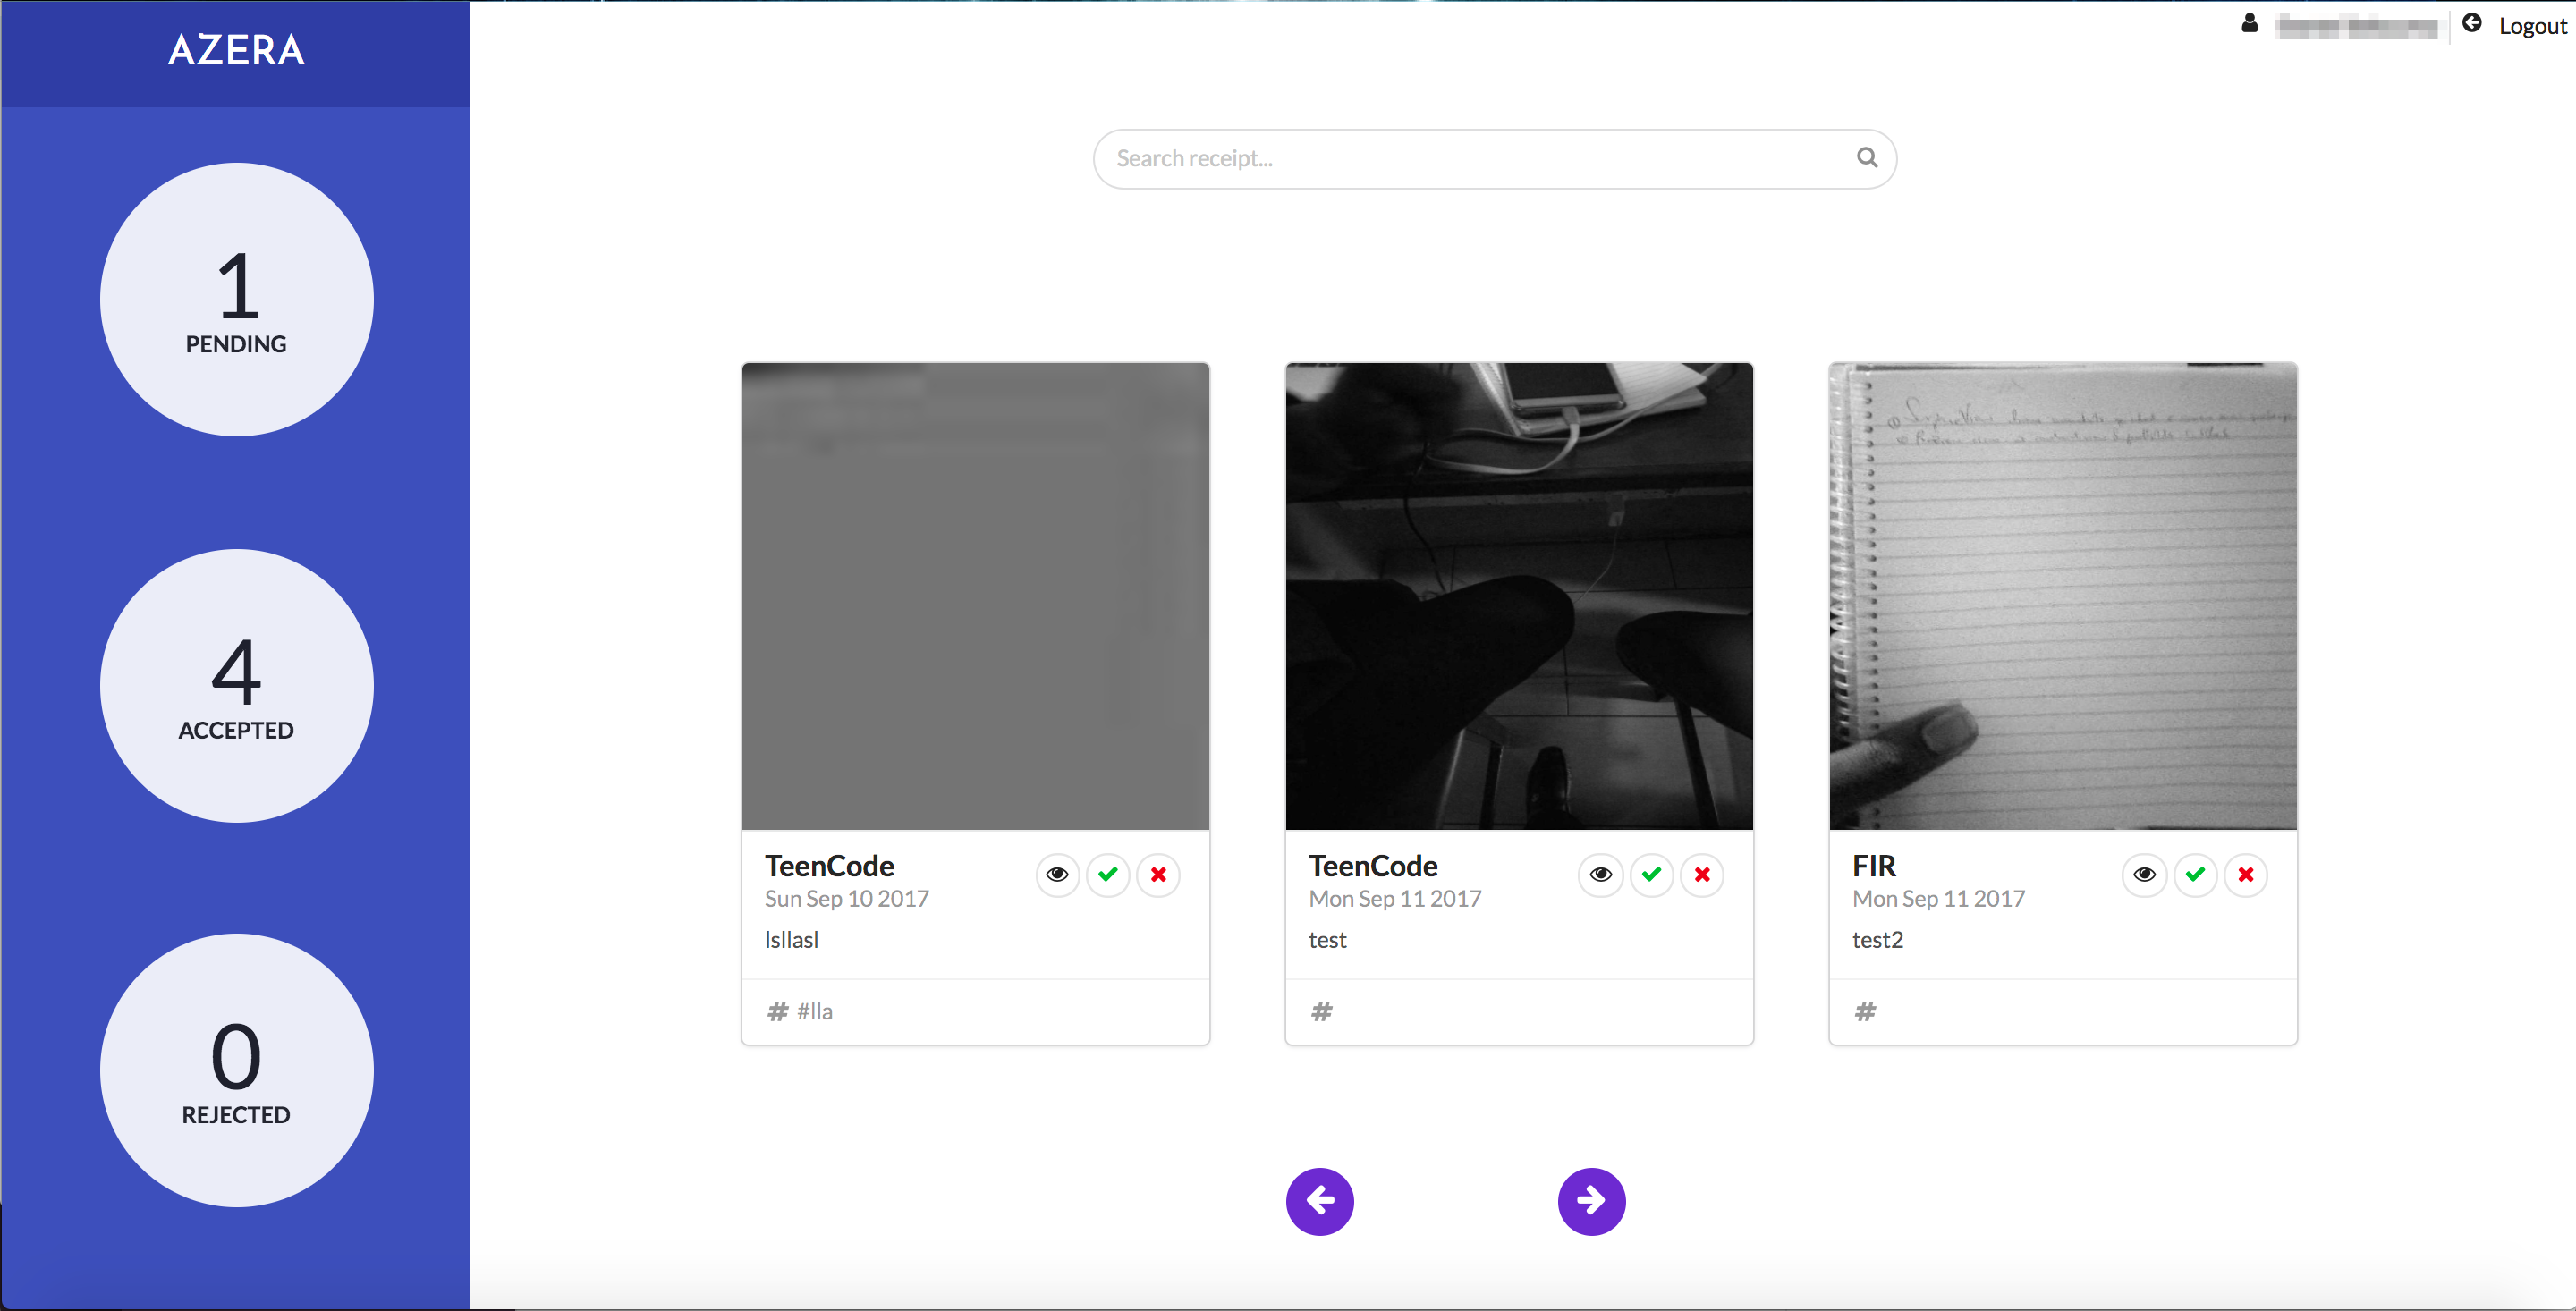 AZERA
Logout
Search receipt...
1
PENDING
4
ACCEPTED
0
REJECTED
TeenCode
Sun Sep 10 2017
lsllasl
# #lla
TeenCode
Mon Sep 11 2017
test
#
FIR
Mon Sep 11 2017
test2
#